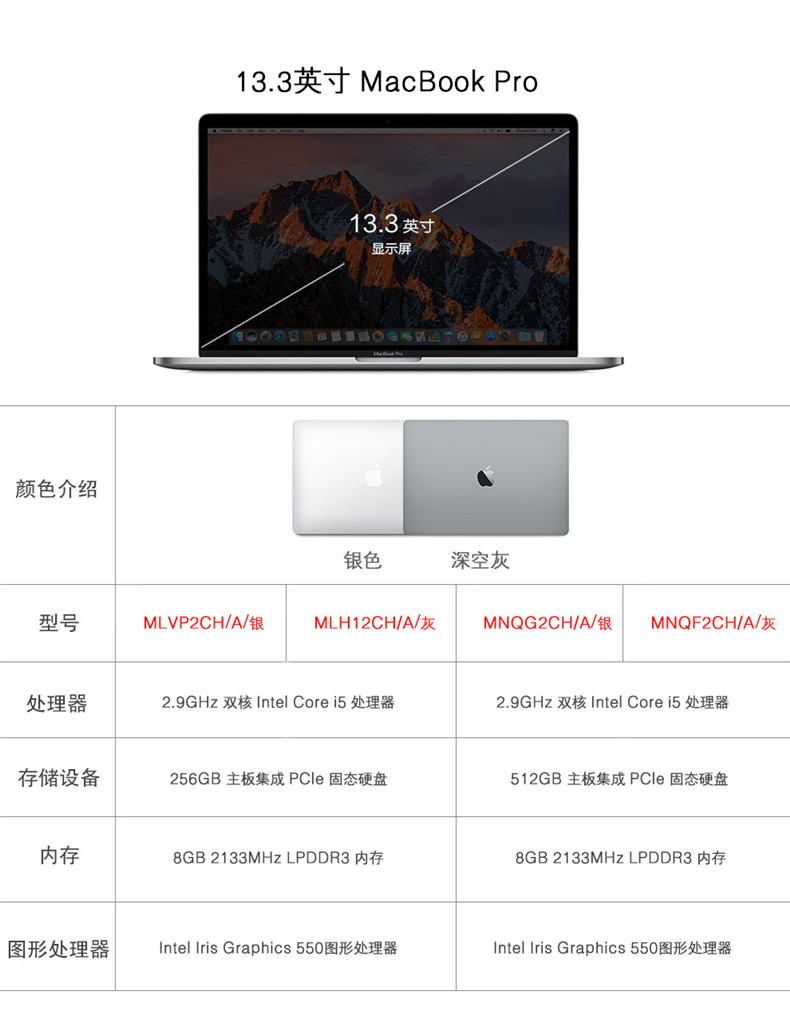 13.3英寸 MacBook Pro
13.3 英寸
显示屏
MacBook Pro
颜色介绍
银色
深空灰
型号
MLVP2CH/A/银
MLH12CH/A/灰
MNQG2CH/A/银
MNQF2CH/A/灰
处理器
2.9GHz 双核 Intel Core i5 处理器
2.9GHz 双核 Intel Core i5 处理器
存储设备
256GB 主板集成 PCIe 固态硬盘
512GB 主板集成 PCIe 固态硬盘
内存
8GB 2133MHz LPDDR3 内存
8GB 2133MHz LPDDR3 内存
图形处理器
Intel Iris Graphics 550图形处理器
Intel Iris Graphics 550图形处理器